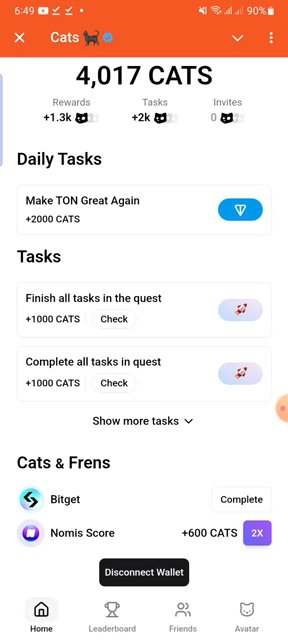 6:49
90%
Cats 🐈‍⬛
4,017 CATS
Rewards
Tasks
Invites
+1.3k
+2k
0
Daily Tasks
Make TON Great Again
+2000 CATS
Tasks
Finish all tasks in the quest
+1000 CATS
Check
Complete all tasks in quest
+1000 CATS
Check
Show more tasks
Cats & Frens
Bitget
Complete
Nomis Score
+600 CATS
2X
Disconnect Wallet
Home
Leaderboard
Friends
Avatar